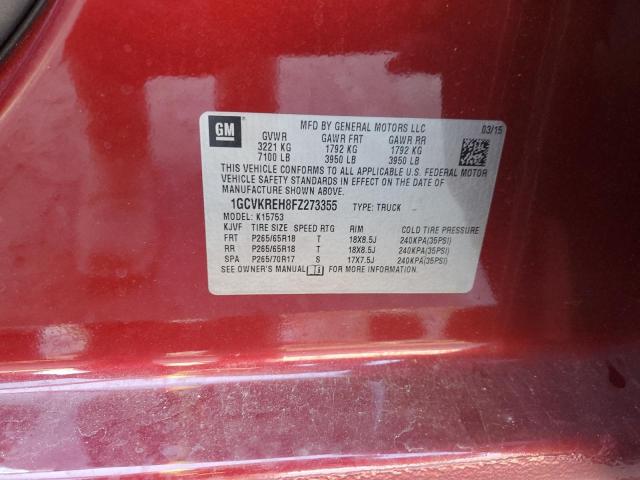 GM
MFD BY GENERAL MOTORS LLC 03/15
GVWR GAWR FRT GAWR RR
3221 KG 1792 KG 1792 KG
7100 LB 3950 LB 3950 LB
THIS VEHICLE CONFORMS TO ALL APPLICABLE U.S. FEDERAL MOTOR
VEHICLE SAFETY STANDARDS IN EFFECT ON THE DATE OF
MANUFACTURE SHOWN ABOVE.
1GCVKREH8FZ273355 TYPE: TRUCK
MODEL: K15753
KJVF TIRE SIZE SPEED RTG RIM COLD TIRE PRESSURE
FRT P265/65R18 T 18X8.5J 240KPA(35PSI)
RR P265/65R18 T 18X8.5J 240KPA(35PSI)
SPA P265/70R17 S 17X7.5J 240KPA(35PSI)
SEE OWNER'S MANUAL FOR MORE INFORMATION.